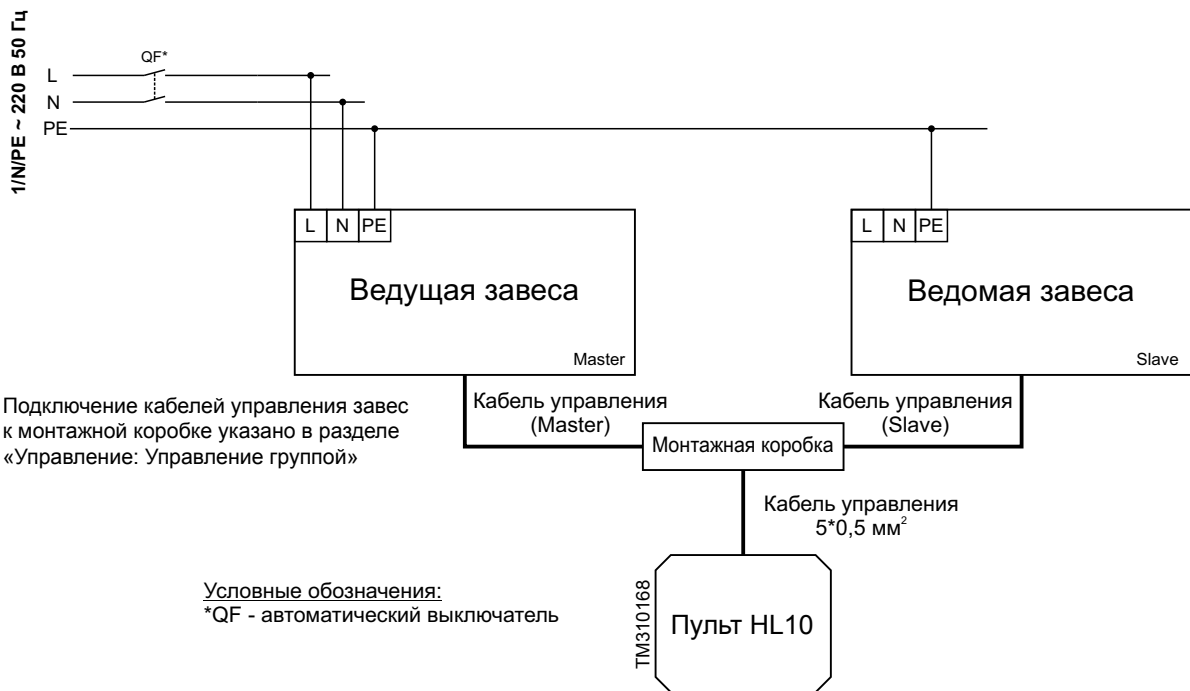 1/N/PE ~ 220 В 50 Гц
QF*
L
N
PE
L N PE
Ведущая завеса
Master
L N PE
Ведомая завеса
Slave
Подключение кабелей управления завес
к монтажной коробке указано в разделе
«Управление: Управление группой»
Кабель управления
(Master)
Кабель управления
(Slave)
Монтажная коробка
Кабель управления
5*0,5 мм²
Условные обозначения:
*QF - автоматический выключатель
TM310168
Пульт HL10